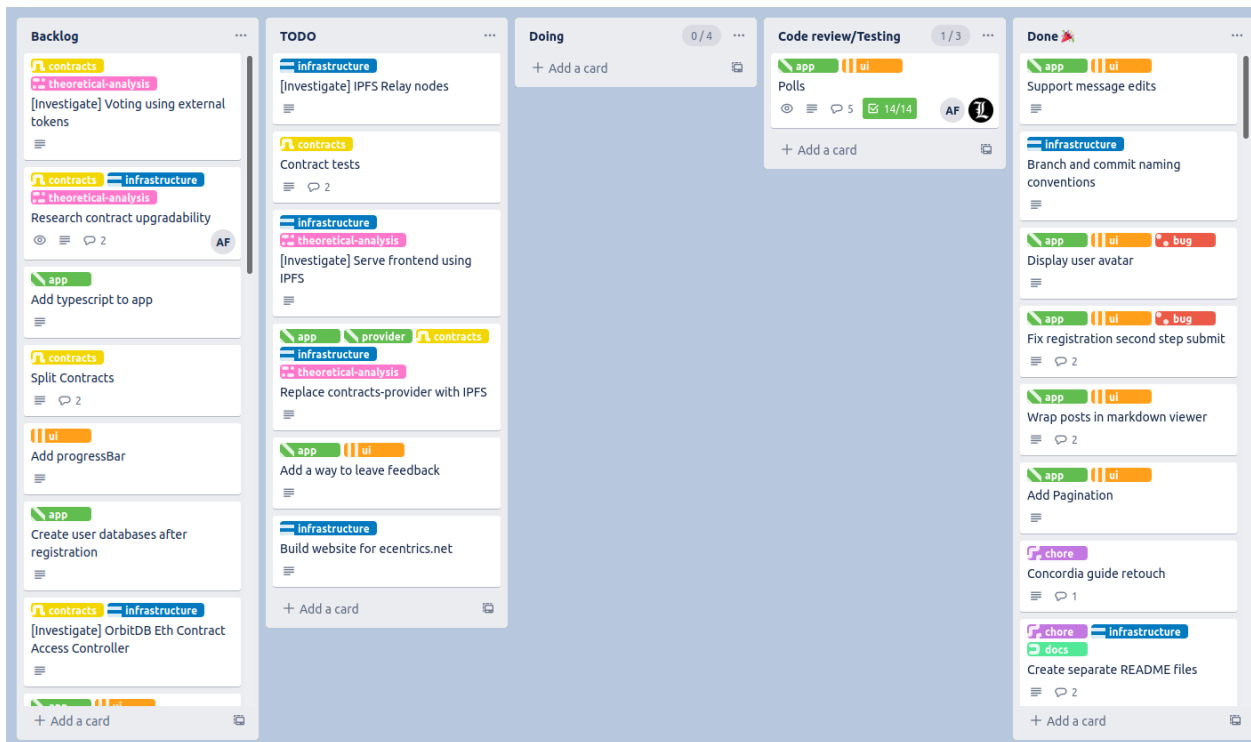 Backlog
contracts
theoretical-analysis
[Investigate] Voting using external
tokens
contracts infrastructure
theoretical-analysis
Research contract upgradability
2 AF
app
Add typescript to app
contracts
Split Contracts
2
ui
Add progressBar
app
Create user databases after
registration
contracts infrastructure
[Investigate] OrbitDB Eth Contract
Access Controller
app ui
+ Add a card
TODO
infrastructure
[Investigate] IPFS Relay nodes
contracts
Contract tests
2
infrastructure
theoretical-analysis
[Investigate] Serve frontend using
IPFS
app provider contracts
infrastructure
theoretical-analysis
Replace contracts-provider with IPFS
app ui
Add a way to leave feedback
infrastructure
Build website for ecentrics.net
+ Add a card
Doing 0/4
+ Add a card
Code review/Testing 1/3
app ui
Polls
5 14/14 AF L
+ Add a card
Done
app ui
Support message edits
infrastructure
Branch and commit naming
conventions
app ui bug
Display user avatar
app ui bug
Fix registration second step submit
2
app ui
Wrap posts in markdown viewer
2
app ui
Add Pagination
chore
Concordia guide retouch
1
chore infrastructure
docs
Create separate README files
2
+ Add a card